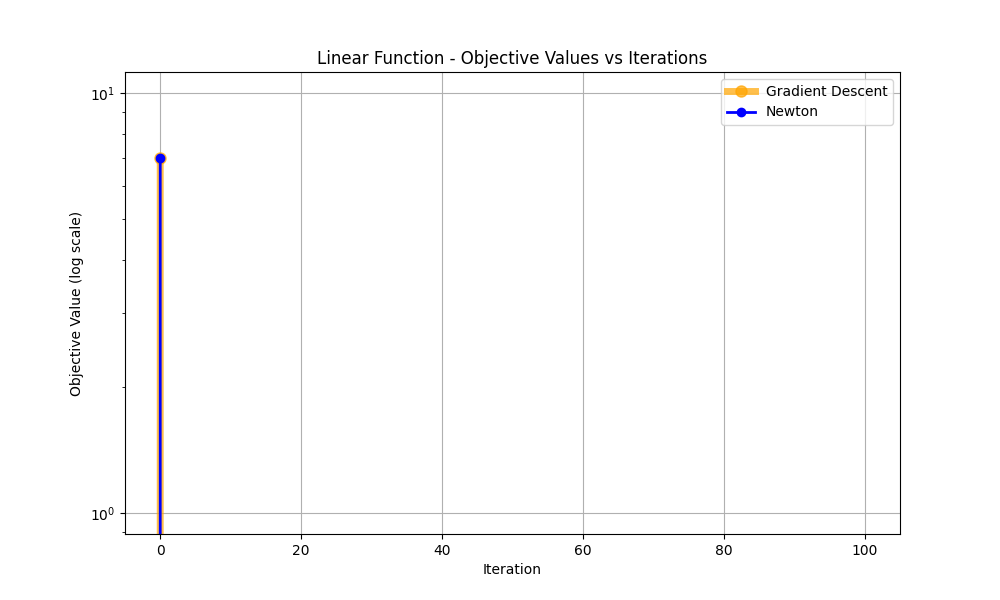 Linear Function - Objective Values vs Iterations
Gradient Descent
Newton
Objective Value (log scale)
10¹
10⁰
0 20 40 60 80 100
Iteration